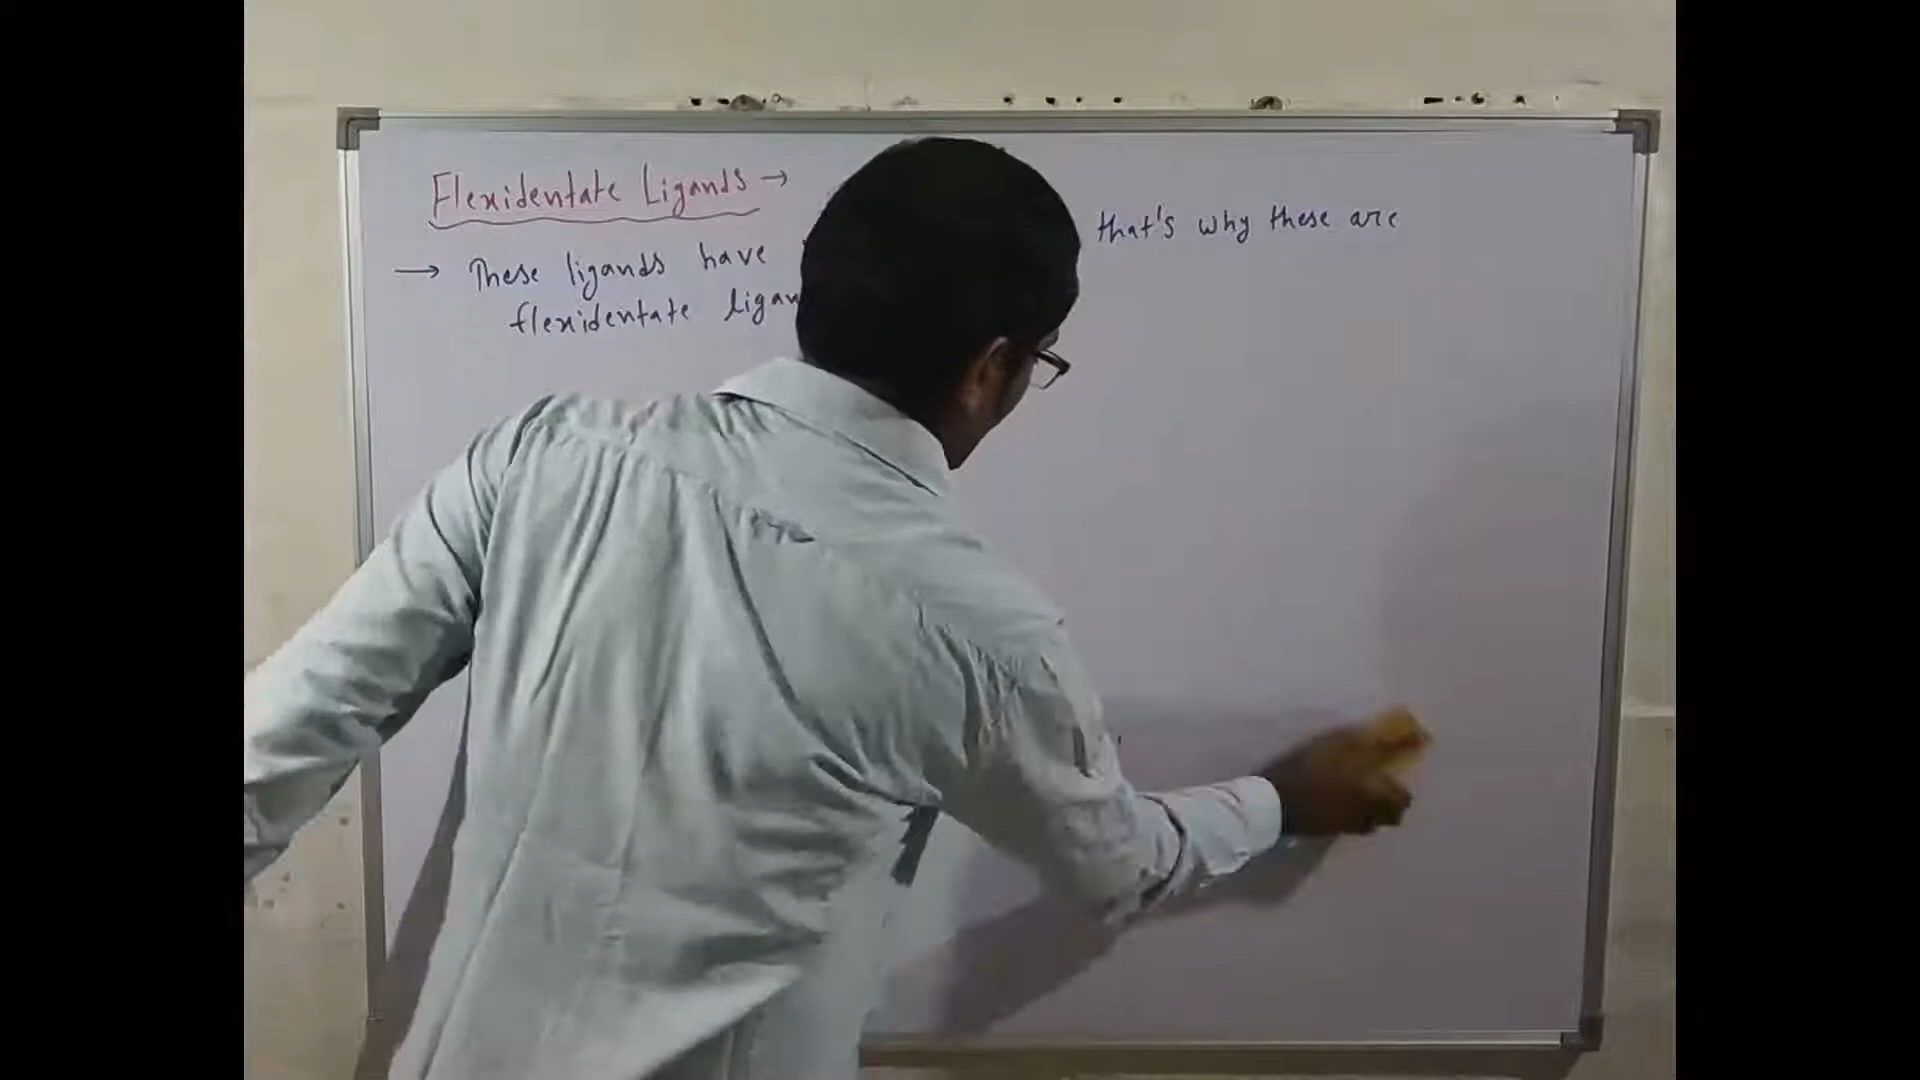 Flexidentate Ligands →
→ These ligands have that's why these are
flexidentate